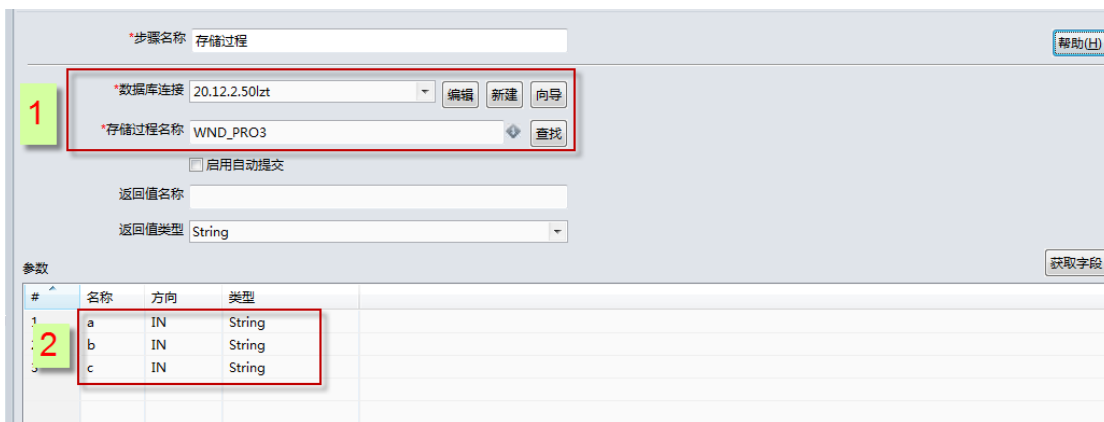 *步骤名称 存储过程
帮助(H)
1
*数据库连接 20.12.2.50lzt 编辑 新建 向导
*存储过程名称 WND_PRO3 查找
启用自动提交
返回值名称
返回值类型 String
获取字段
参数
# 名称 方向 类型
1 a IN String
2
b IN String
3 c IN String